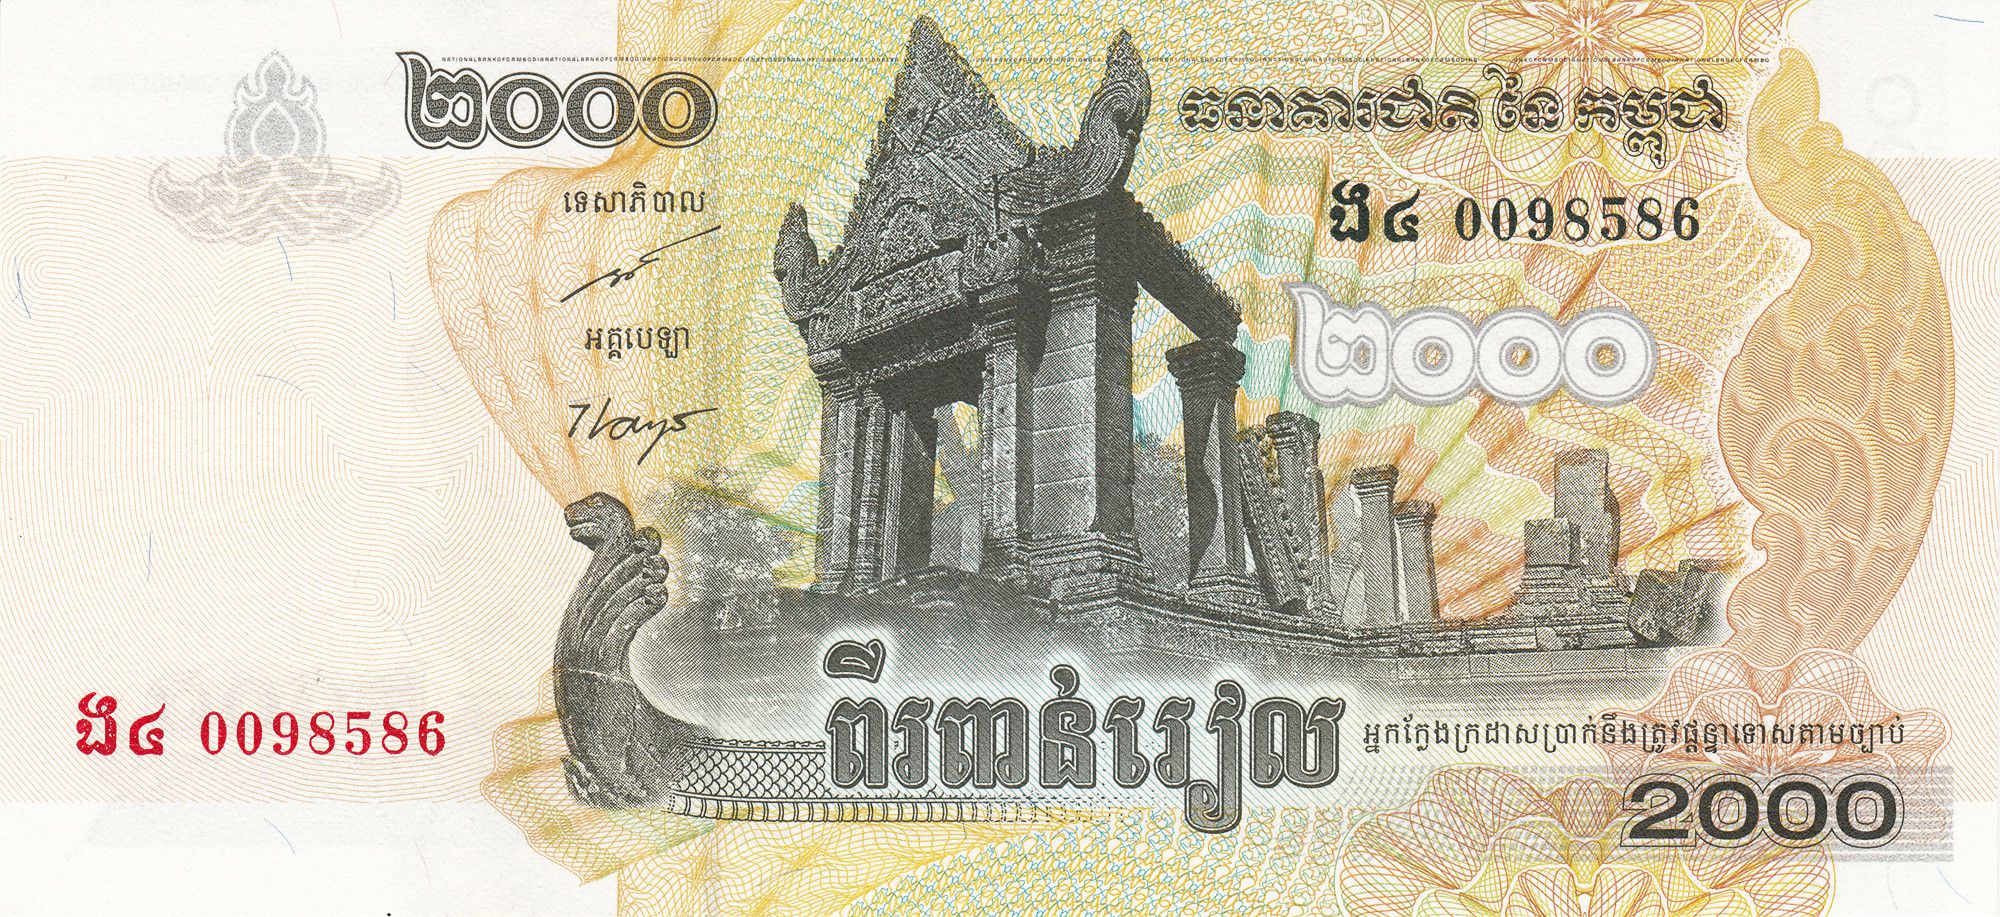 ២០០០
ធនាគារជាតិ នៃ កម្ពុជា
ទេសាភិបាល
ង៤ 0098586
២០០០
អគ្គបេឡា
ង៤ 0098586
ពីរពាន់រៀល
អ្នកក្លែងក្រដាសប្រាក់នឹងត្រូវផ្តន្ទាទោសតាមច្បាប់
2000